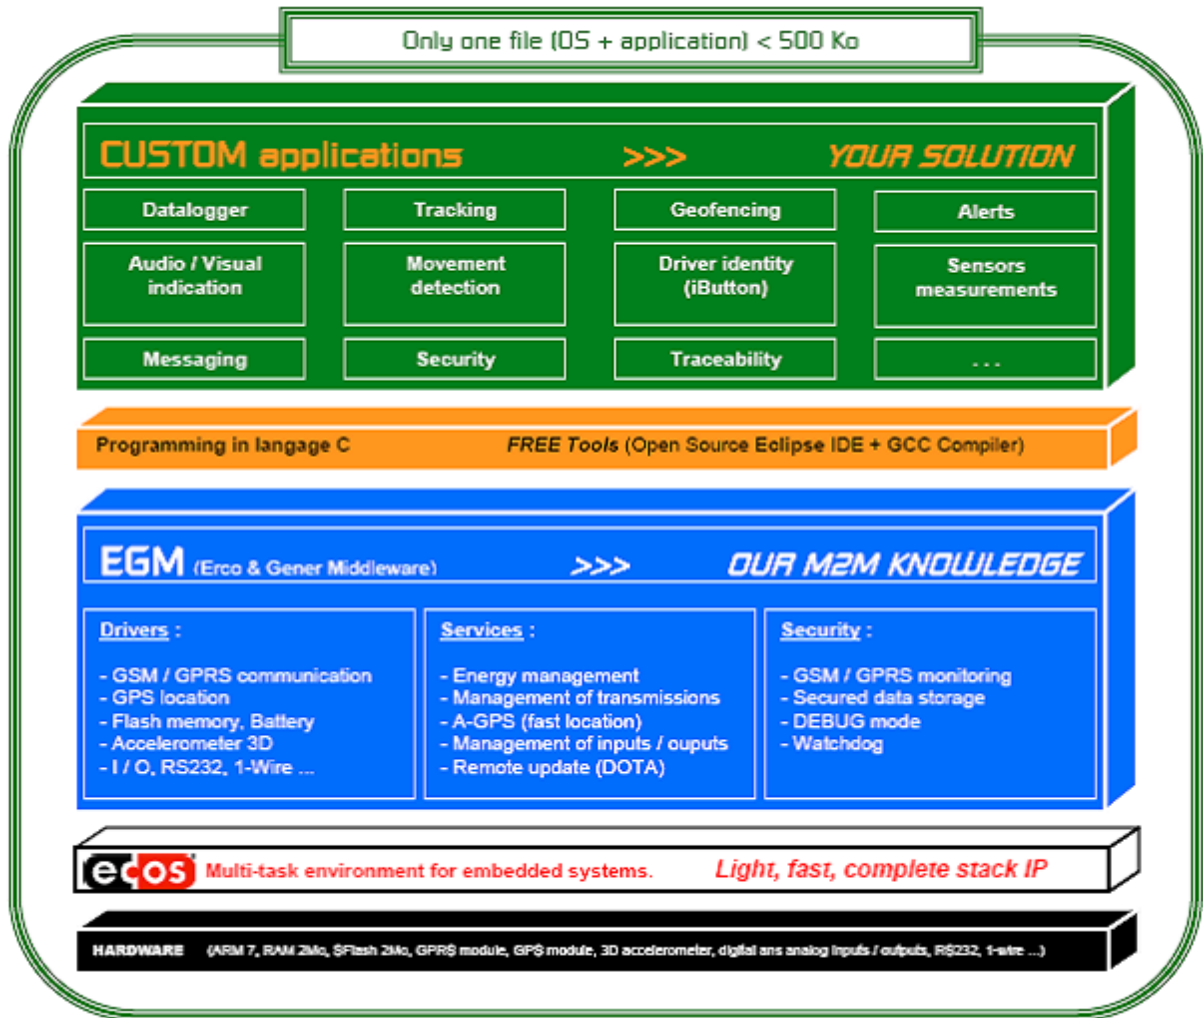 Only one file (OS + application) < 500 Ko
CUSTOM applications >>> YOUR SOLUTION
Datalogger Tracking Geofencing Alerts
Audio / Visual indication
Movement detection
Driver identity (iButton)
Sensors measurements
Messaging Security Traceability ...
Programming in langage C FREE Tools (Open Source Eclipse IDE + GCC Compiler)
EGM (Erco & Gener Middleware) >>> OUR M2M KNOWLEDGE
Drivers :
- GSM / GPRS communication
- GPS location
- Flash memory, Battery
- Accelerometer 3D
- I / O, RS232, 1-Wire ...
Services :
- Energy management
- Management of transmissions
- A-GPS (fast location)
- Management of inputs / ouputs
- Remote update (DOTA)
Security :
- GSM / GPRS monitoring
- Secured data storage
- DEBUG mode
- Watchdog
ecos Multi-task environment for embedded systems. Light, fast, complete stack IP
HARDWARE (ARM 7, RAM 2Mo, SFlash 2Mo, GPRS module, GPS module, 3D accelerometer, digital ans analog inputs / outputs, RS232, 1-wire ...)